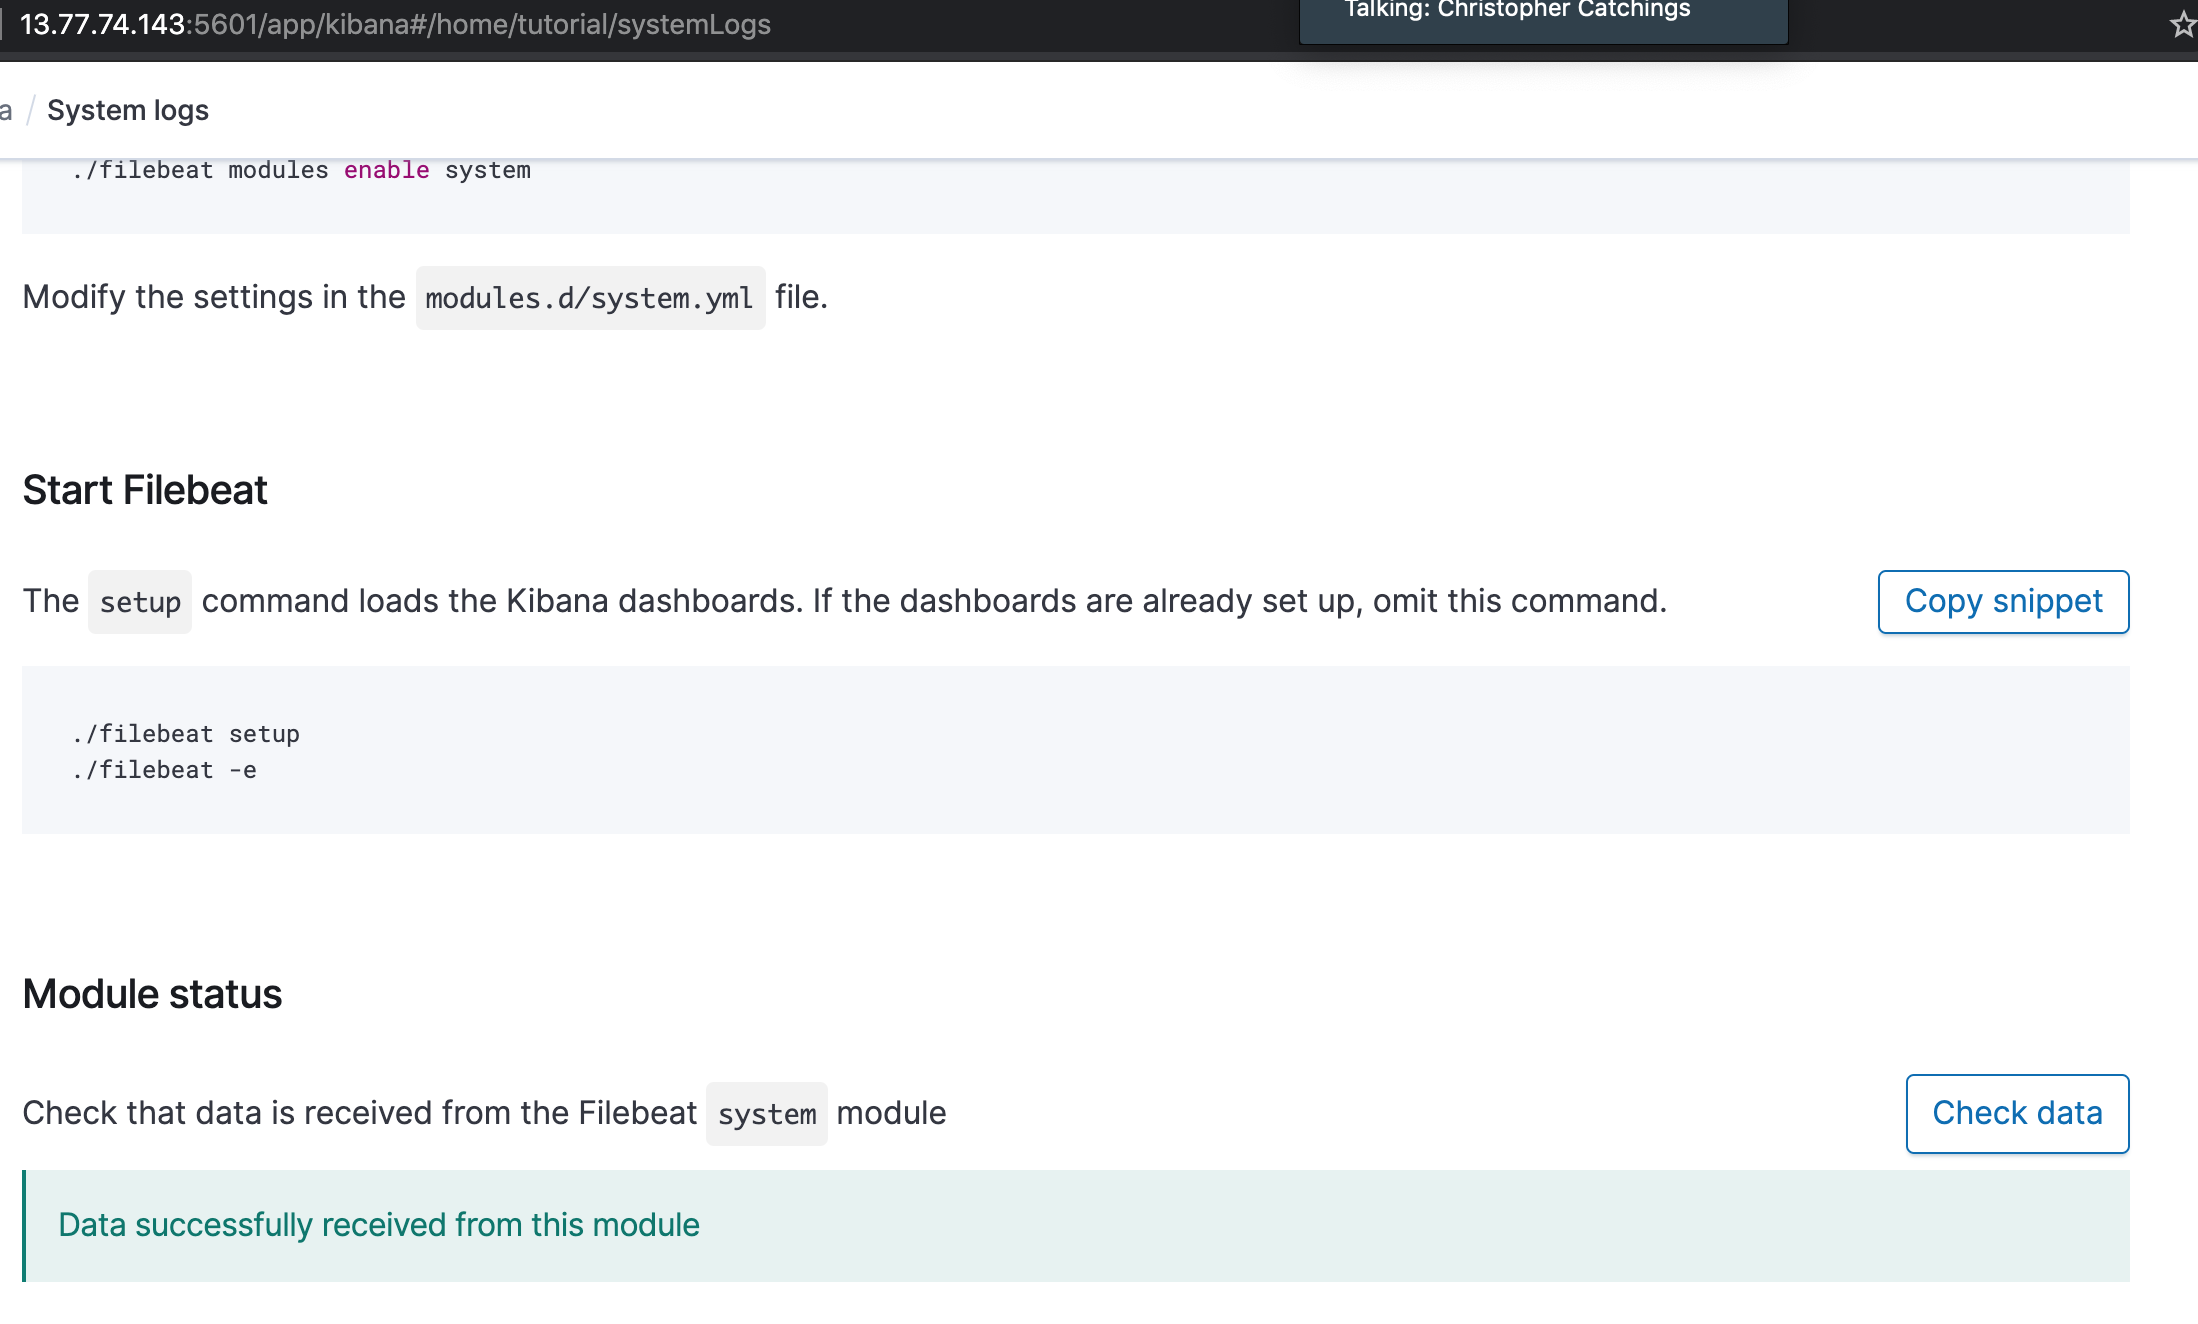 13.77.74.143:5601/app/kibana#/home/tutorial/systemLogs
Talking: Christopher Catchings
a / System logs
./filebeat modules enable system
Modify the settings in the modules.d/system.yml file.
Start Filebeat
The setup command loads the Kibana dashboards. If the dashboards are already set up, omit this command.
Copy snippet
./filebeat setup
./filebeat -e
Module status
Check that data is received from the Filebeat system module
Check data
Data successfully received from this module